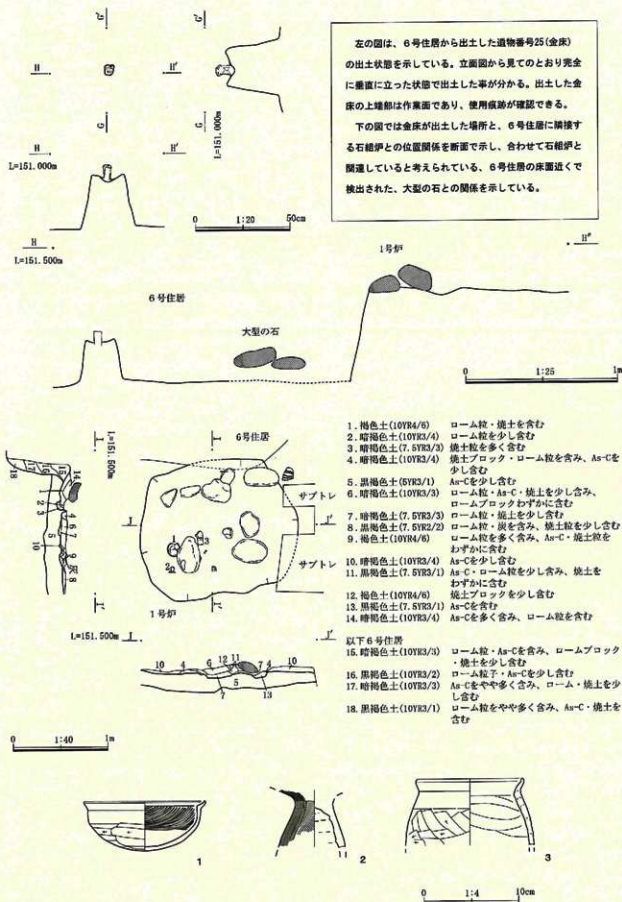 G'
H
H'
G
H
H'
L=151.000m
G'
G
L=151.000m
0 1:20 50cm
左の図は、6号住居から出土した遺物番号25(金床)
の出土状態を示している。立面図から見てのとおり完全
に垂直に立った状態で出土した事が分かる。出土した金
床の上端部は作業面であり、使用痕跡が確認できる。
下の図では金床が出土した場所と、6号住居に隣接す
る石組炉との位置関係を断面で示し、合わせて石組炉と
関連していると考えられている、6号住居の床面近くで
検出された、大型の石との関係を示している。
H
L=151.500m
6号住居
大型の石
1号炉
H"
0 1:25 1m
L=151.500m
6号住居
サブトレ
サブトレ
1号炉
L=151.500m
J
J'
10 4 6 12 11 7 4 10
5
7 13
0 1:40 1m
1.褐色土(10YR4/6) ローム粒・焼土を含む
2.暗褐色土(10YR3/4) ローム粒を少し含む
3.暗褐色土(7.5YR3/3) 焼土粒を多く含む
4.暗褐色土(10YR3/4) 焼土ブロック・ローム粒を含み、As-Cを
少し含む
5.黒褐色土(5YR3/1) As-Cを少し含む
6.暗褐色土(10YR3/3) ローム粒・As-C・焼土を少し含み、
ロームブロックわずかに含む
7.暗褐色土(7.5YR3/3) ローム粒・焼土を少し含む
8.黒褐色土(7.5YR2/2) ローム粒・炭を含み、焼土粒を少し含む
9.褐色土(10YR4/6) ローム粒を多く含み、As-C・焼土粒を
わずかに含む
10.暗褐色土(10YR3/4) As-Cを少し含む
11.黒褐色土(7.5YR3/1) As-C・ローム粒を少し含み、焼土を
わずかに含む
12.褐色土(10YR4/6) 焼土ブロックを少し含む
13.黒褐色土(7.5YR3/1) As-Cを含む
14.暗褐色土(10YR3/4) As-Cを多く含み、ローム粒を含む
以下6号住居
15.暗褐色土(10YR3/3) ローム粒・As-Cを含み、ロームブロック
・焼土を少し含む
16.黒褐色土(10YR3/2) ローム粒子・As-Cを少し含む
17.暗褐色土(10YR3/3) As-Cをやや多く含み、ローム・焼土を少
し含む
18.黒褐色土(10YR3/1) ローム粒をやや多く含み、As-C・焼土を
含む
1
2
3
0 1:4 10cm